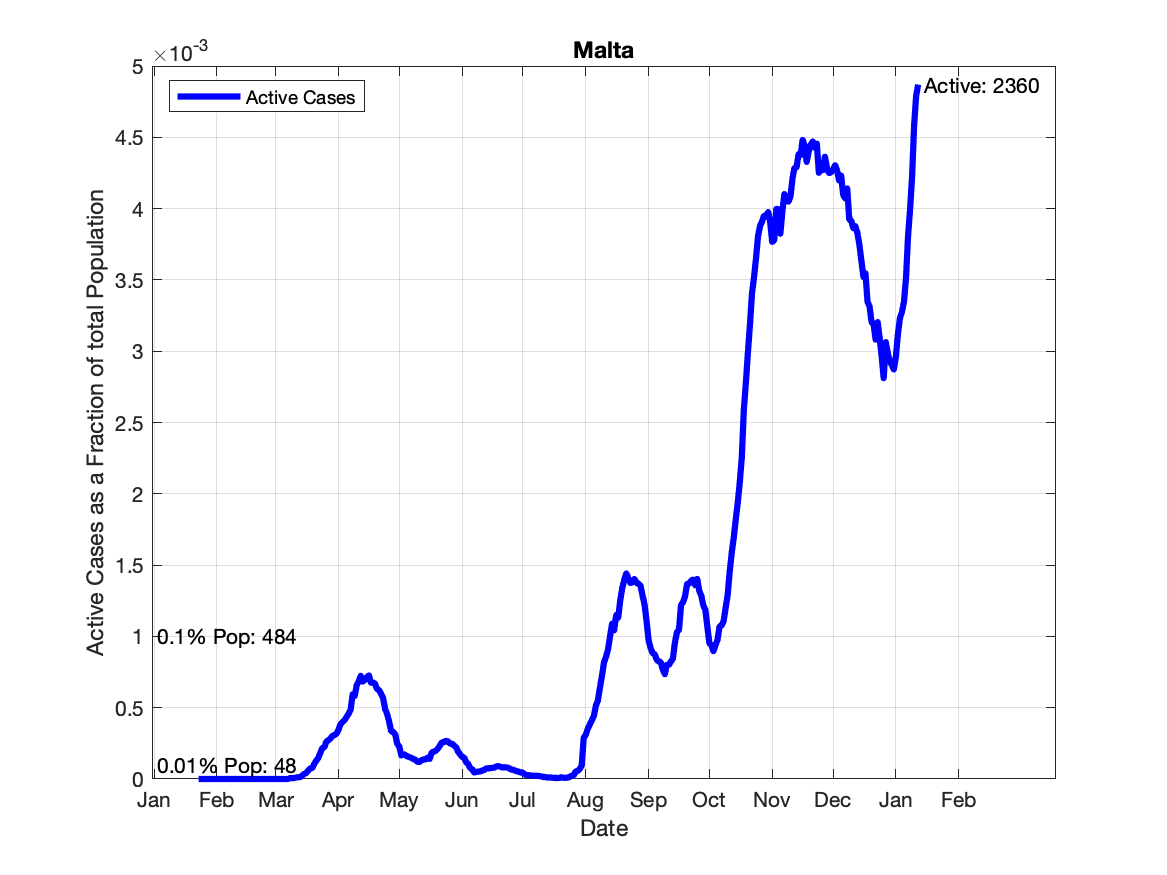 Malta
×10-3
5
4.5
4
3.5
3
2.5
2
1.5
1
0.5
0
Active Cases as a Fraction of total Population
Active Cases
Active: 2360
0.1% Pop: 484
0.01% Pop: 48
Jan Feb Mar Apr May Jun Jul Aug Sep Oct Nov Dec Jan Feb
Date